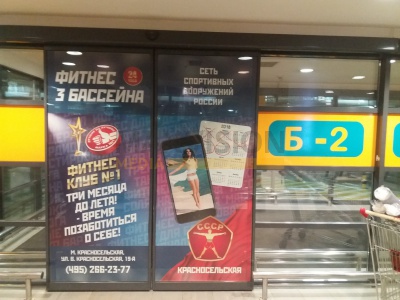 ФИТНЕС
3 БАССЕЙНА
24
ФИТНЕС
КЛУБ №1
ТРИ МЕСЯЦА
ДО ЛЕТА!
- ВРЕМЯ
ПОЗАБОТИТЬСЯ
О СЕБЕ!
М. КРАСНОСЕЛЬСКАЯ,
УЛ. В. КРАСНОСЕЛЬСКАЯ,
(495) 266-23-77
СЕТЬ
СПОРТИВНЫХ
СООРУЖЕНИЙ
РОССИИ
СССР
КРАСНОСЕЛЬСКАЯ
Б-2